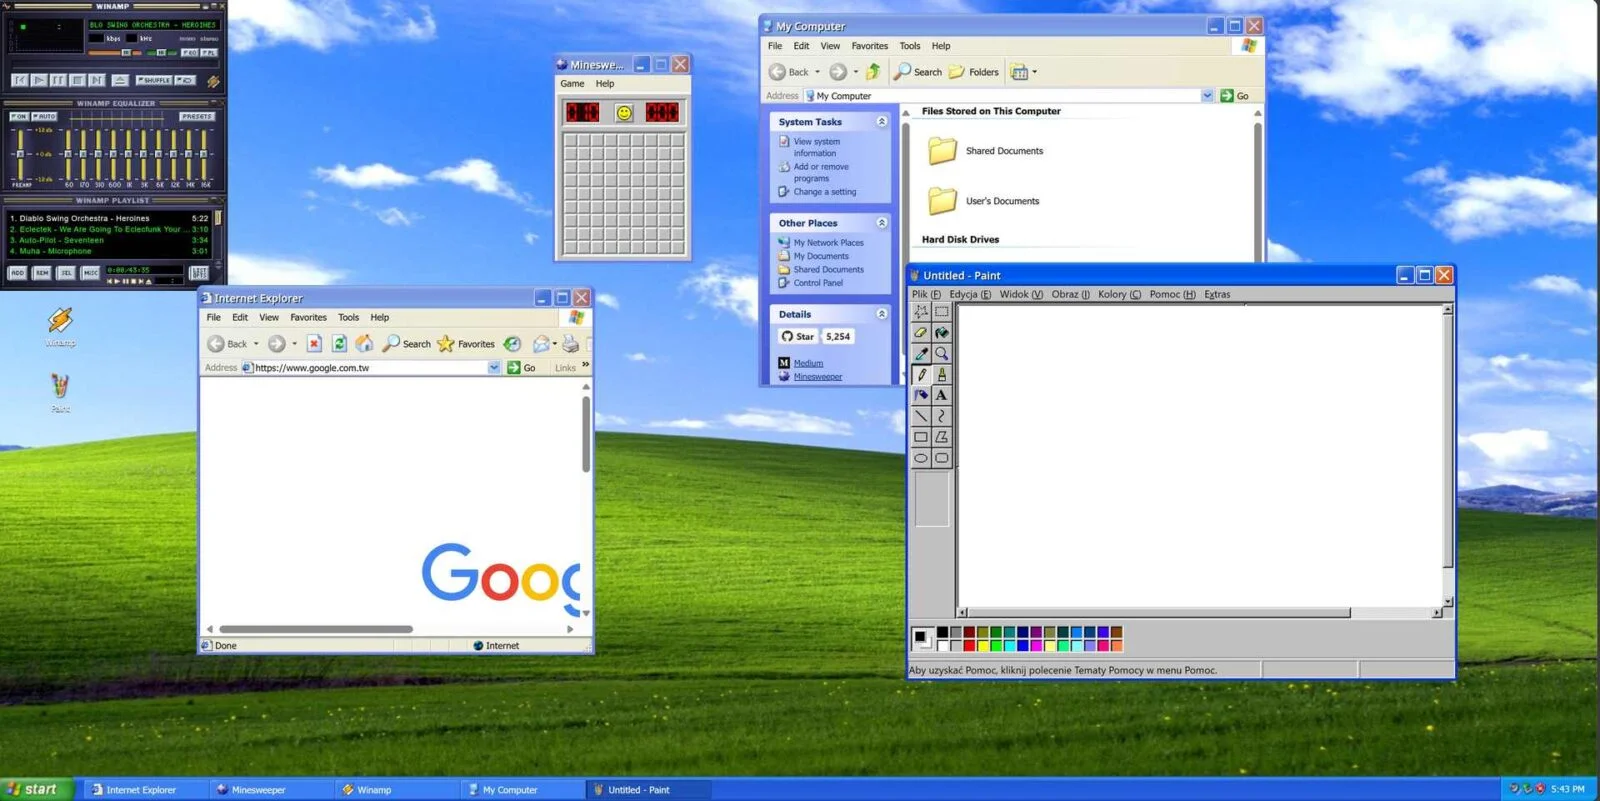 WINAMP
BLO SWING ORCHESTRA - HEROINES
kbps kHz mono stereo
EQ PL
SHUFFLE
WINAMP EQUALIZER
ON AUTO PRESETS
+12 db
+0 db
-12 db
PREAMP 60 170 310 600 1K 3K 6K 12K 14K 16K
WINAMP PLAYLIST
1. Diablo Swing Orchestra - Heroines 5:22
2. Eclectek - We Are Going To Eclecfunk Your ... 3:10
3. Auto-Pilot - Seventeen 3:34
4. Muha - Microphone 3:01
ADD REM SEL MISC 0:00/43:35 LIST OPTS
Winamp
Paint
Internet Explorer
File Edit View Favorites Tools Help
Back Search Favorites
Address https://www.google.com.tw Go Links »
Goog
Done Internet
Mineswe...
Game Help
010 000
My Computer
File Edit View Favorites Tools Help
Back Search Folders
Address My Computer Go
System Tasks
View system
information
Add or remove
programs
Change a setting
Other Places
My Network Places
My Documents
Shared Documents
Control Panel
Details
Star 5,254
Medium
Minesweeper
Files Stored on This Computer
Shared Documents
User's Documents
Hard Disk Drives
Untitled - Paint
Plik (F) Edycja (E) Widok (V) Obraz (I) Kolory (C) Pomoc (H) Extras
A
Aby uzyskać Pomoc, kliknij polecenie Tematy Pomocy w menu Pomoc.
start Internet Explorer Minesweeper Winamp My Computer Untitled - Paint 5:43 PM